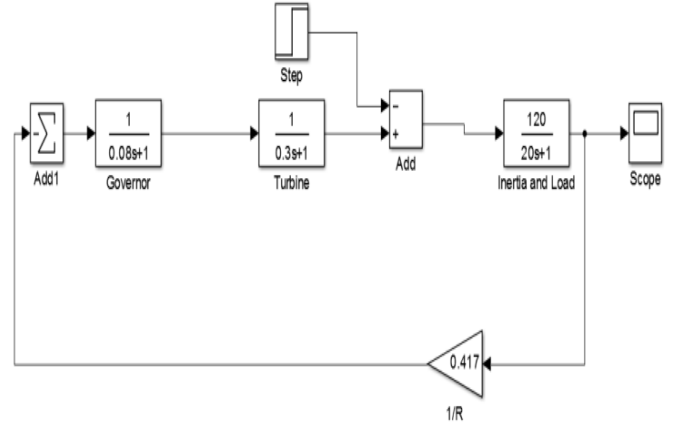 Step
-
+
Add
-
Add1
1
0.08s+1
Governor
1
0.3s+1
Turbine
120
20s+1
Inertia and Load
Scope
0.417
1/R